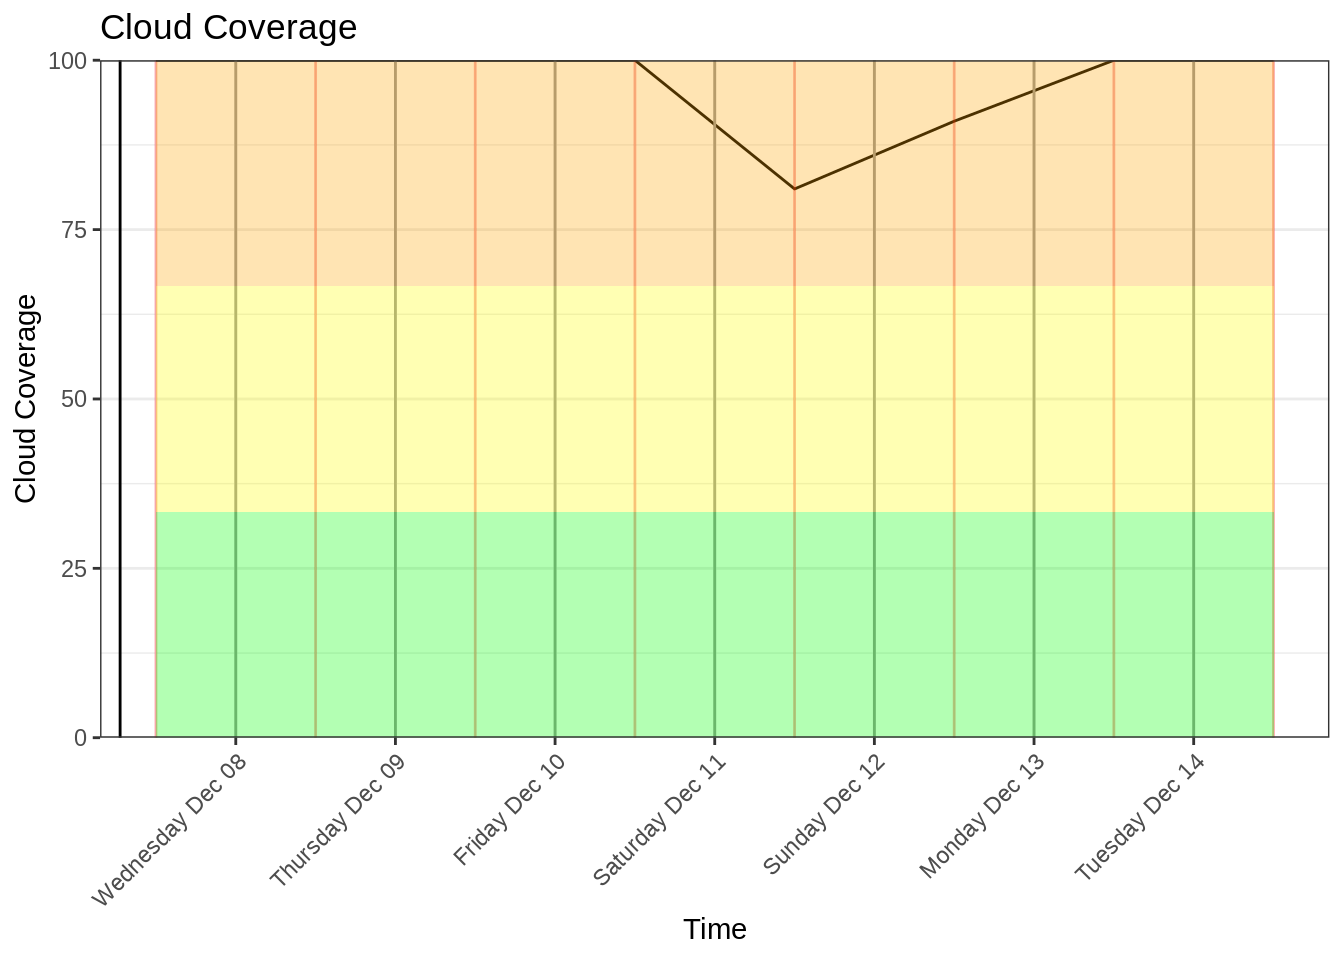 Cloud Coverage
100
75
50
25
0
Cloud Coverage
Wednesday Dec 08
Thursday Dec 09
Friday Dec 10
Saturday Dec 11
Sunday Dec 12
Monday Dec 13
Tuesday Dec 14
Time